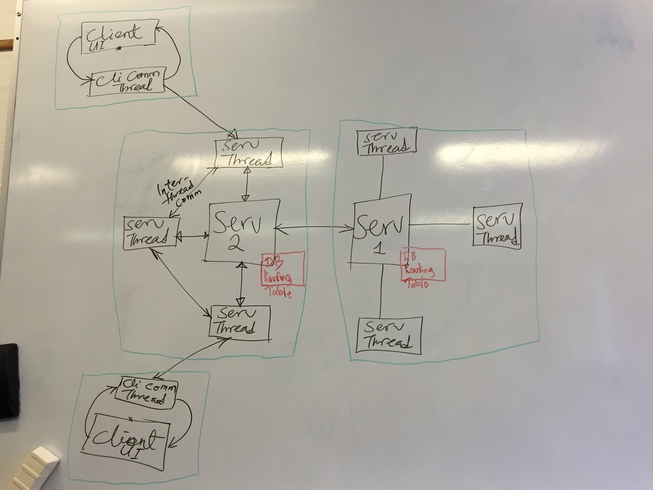 Client
UI
Cli Comm
Thread
Serv
Thread
Inter-
Thread
Comm
Serv
Thread
Serv
2
DB
Routing
Table
Serv
Thread
Cli Comm
Thread
Client
UI
Serv
Thread
Serv
1
DB
Routing
Table
Serv
Thread
Serv
Thread